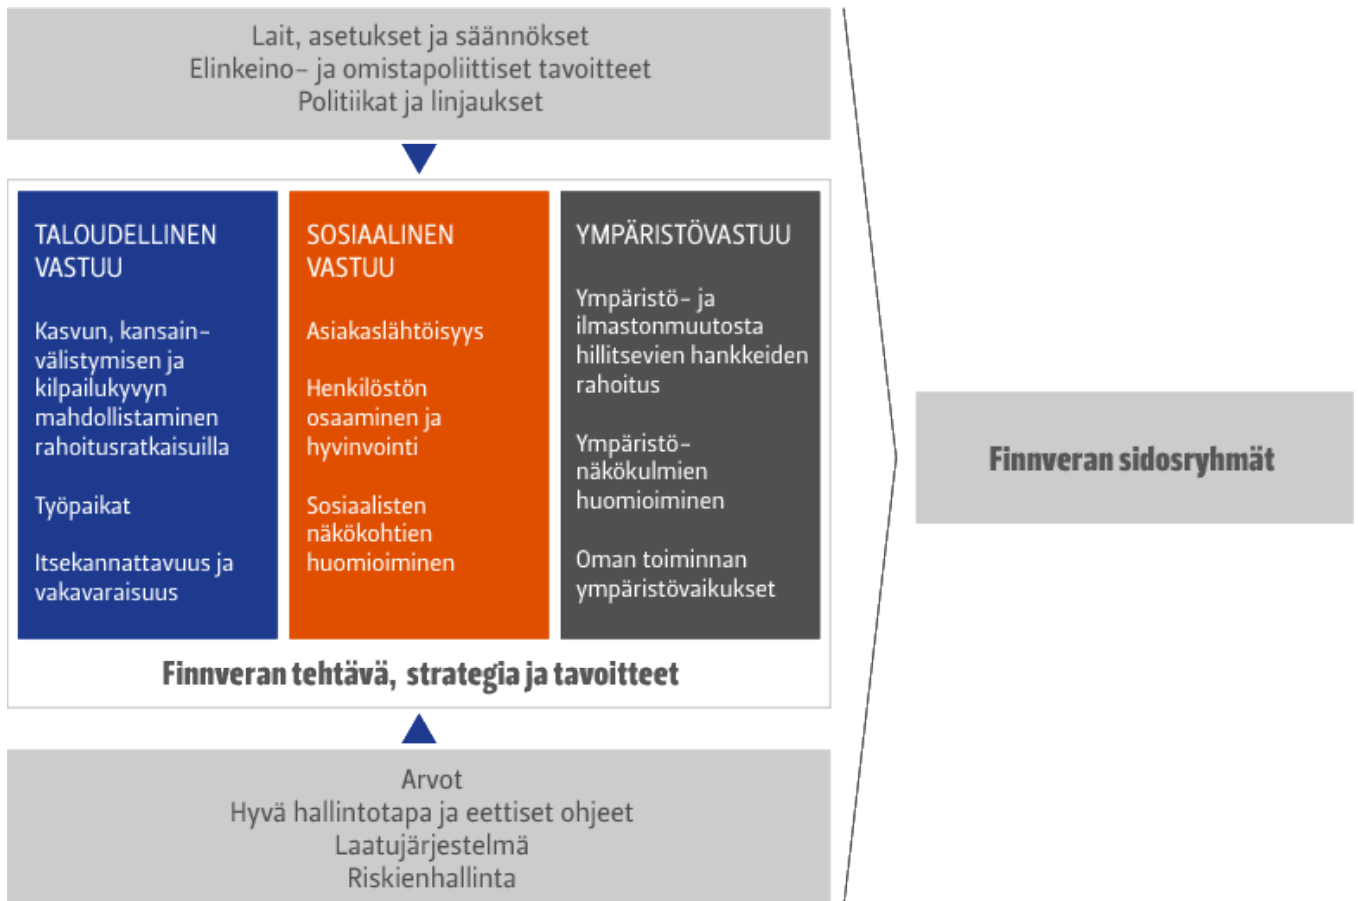 Lait, asetukset ja säännökset
Elinkeino- ja omistapoliittiset tavoitteet
Politiikat ja linjaukset
TALOUDELLINEN
VASTUU
Kasvun, kansain-
välistymisen ja
kilpailukyvyn
mahdollistaminen
rahoitusratkaisuilla
Työpaikat
Itsekannattavuus ja
vakavaraisuus
SOSIAALINEN
VASTUU
Asiakaslähtöisyys
Henkilöstön
osaaminen ja
hyvinvointi
Sosiaalisten
näkökohtien
huomioiminen
YMPÄRISTÖVASTUU
Ympäristö- ja
ilmastonmuutosta
hillitsevien hankkeiden
rahoitus
Ympäristö-
näkökulmien
huomioiminen
Oman toiminnan
ympäristövaikukset
Finnveran tehtävä, strategia ja tavoitteet
Arvot
Hyvä hallintotapa ja eettiset ohjeet
Laatujärjestelmä
Riskienhallinta
Finnveran sidosryhmät